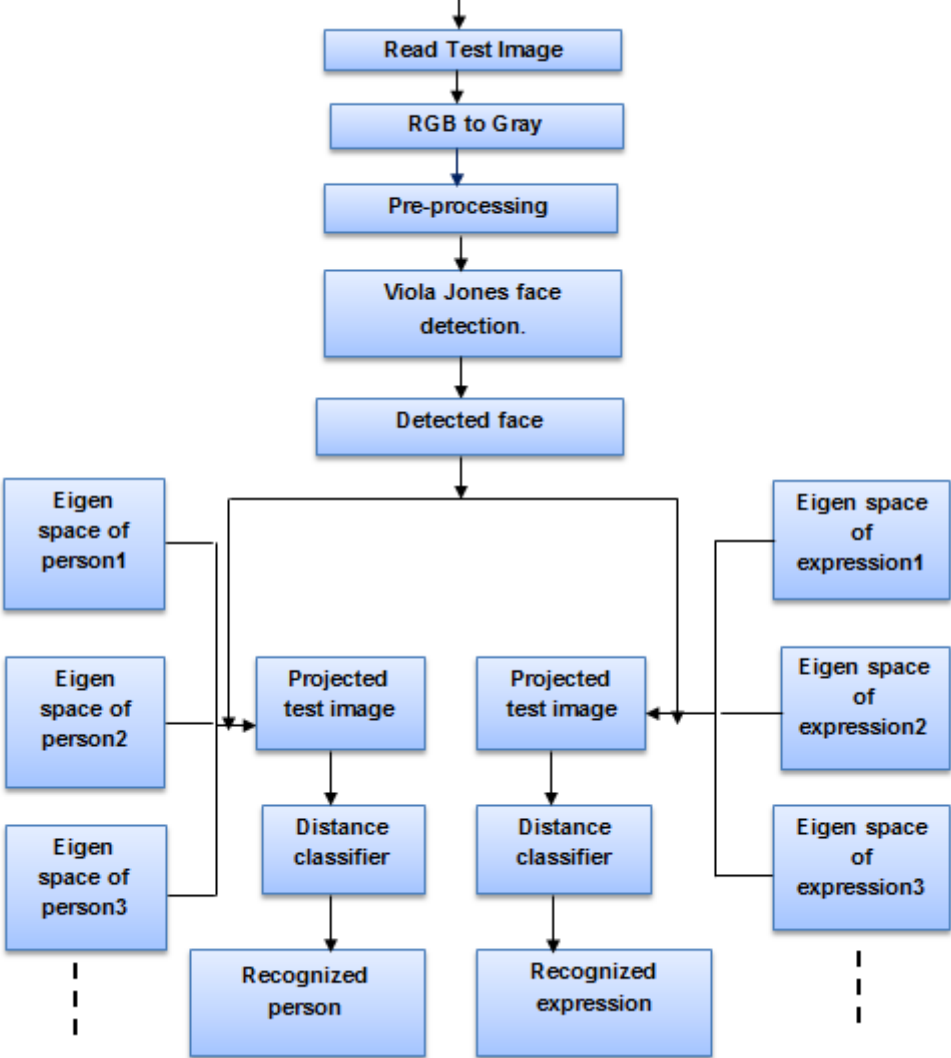 Read Test Image
RGB to Gray
Pre-processing
Viola Jones face
detection.
Detected face
Eigen
space of
person1
Eigen space
of
expression1
Eigen
space of
person2
Projected
test image
Projected
test image
Eigen space
of
expression2
Eigen
space of
person3
Distance
classifier
Distance
classifier
Eigen space
of
expression3
Recognized
person
Recognized
expression